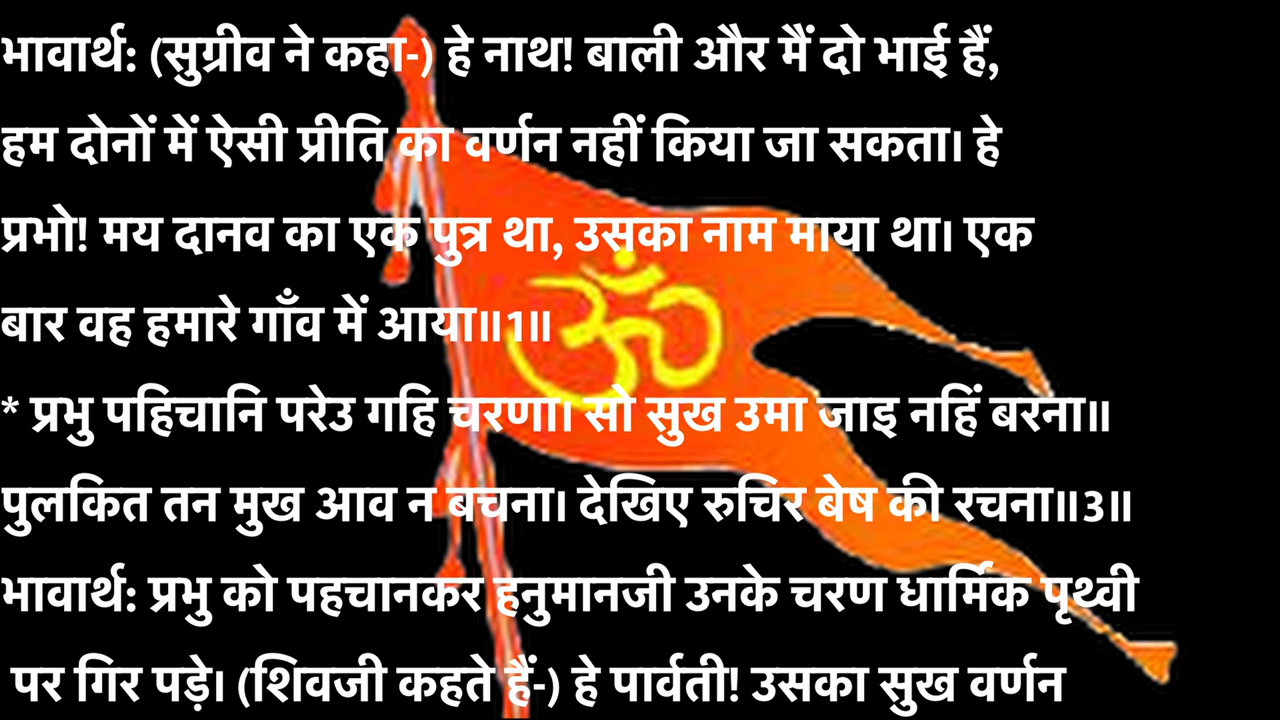 भावार्थ: (सुग्रीव ने कहा-) हे नाथ! बाली और मैं दो भाई हैं,
हम दोनों में ऐसी प्रीति का वर्णन नहीं किया जा सकता। हे
प्रभो! मय दानव का एक पुत्र था, उसका नाम माया था। एक
बार वह हमारे गाँव में आया॥1॥
* प्रभु पहिचानि परेउ गहि चरणा। सो सुख उमा जाइ नहिं बरना॥
पुलकित तन मुख आव न बचना। देखिए रुचिर बेष की रचना॥3॥
भावार्थ: प्रभु को पहचानकर हनुमानजी उनके चरण धार्मिक पृथ्वी
पर गिर पड़े। (शिवजी कहते हैं-) हे पार्वती! उसका सुख वर्णन
ॐ